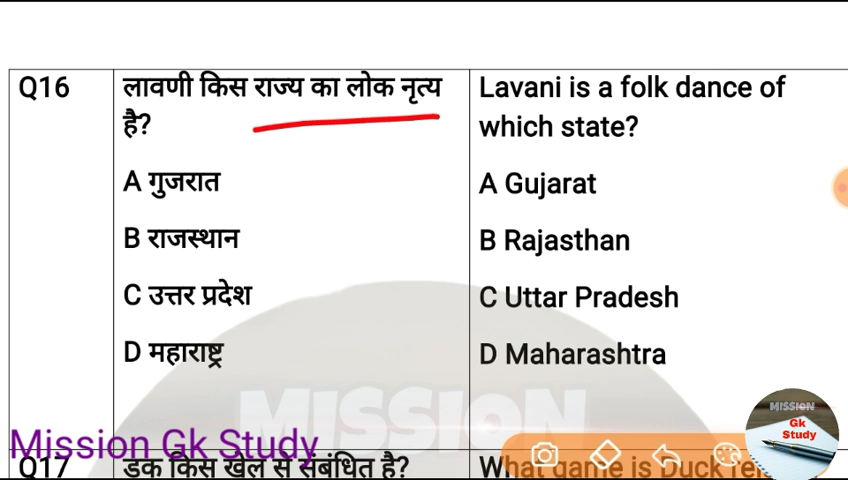 Q16
लावणी किस राज्य का लोक नृत्य
है?
A गुजरात
B राजस्थान
C उत्तर प्रदेश
D महाराष्ट्र
Lavani is a folk dance of
which state?
A Gujarat
B Rajasthan
C Uttar Pradesh
D Maharashtra
MISSION
MISSION
Gk
Study
Mission Gk Study
Q17
डक किस खेल से संबंधित है?
What game is Duck